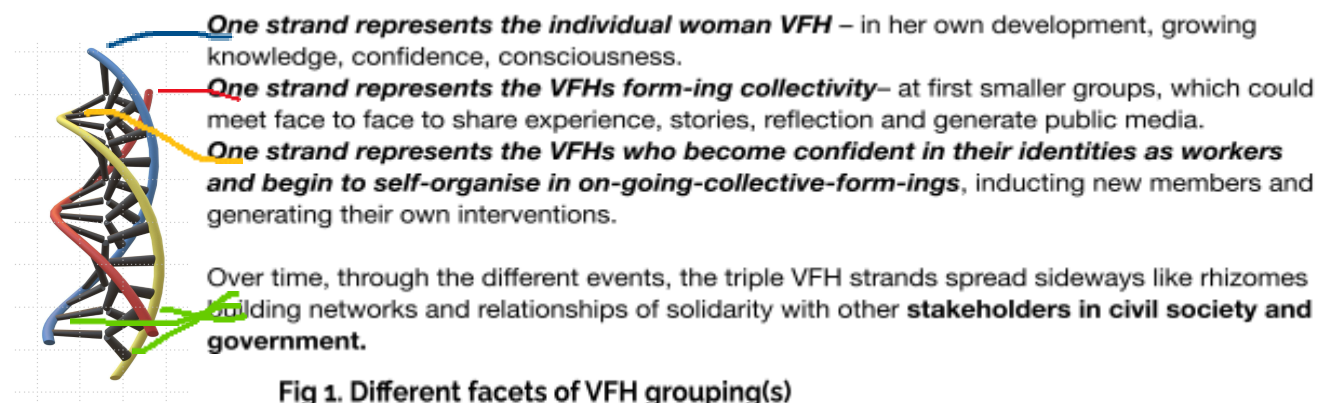 One strand represents the individual woman VFH – in her own development, growing
knowledge, confidence, consciousness.
One strand represents the VFHs form-ing collectivity– at first smaller groups, which could
meet face to face to share experience, stories, reflection and generate public media.
One strand represents the VFHs who become confident in their identities as workers
and begin to self-organise in on-going-collective-form-ings, inducting new members and
generating their own interventions.
Over time, through the different events, the triple VFH strands spread sideways like rhizomes
building networks and relationships of solidarity with other stakeholders in civil society and
government.
Fig 1. Different facets of VFH grouping(s)